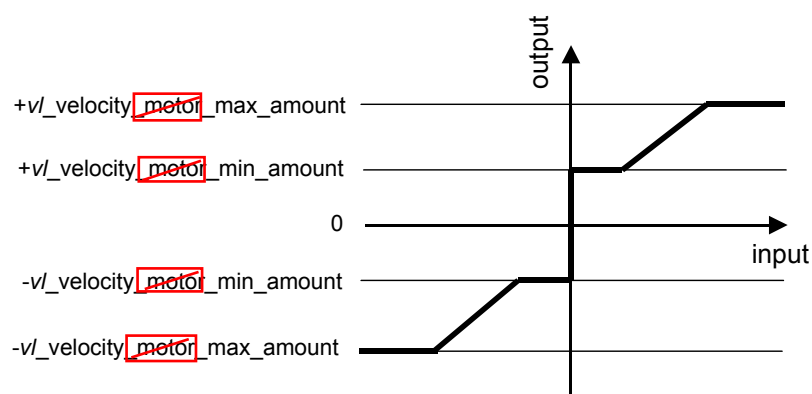 output
+vl_velocity_motor_max_amount
+vl_velocity_motor_min_amount
0
input
-vl_velocity_motor_min_amount
-vl_velocity_motor_max_amount